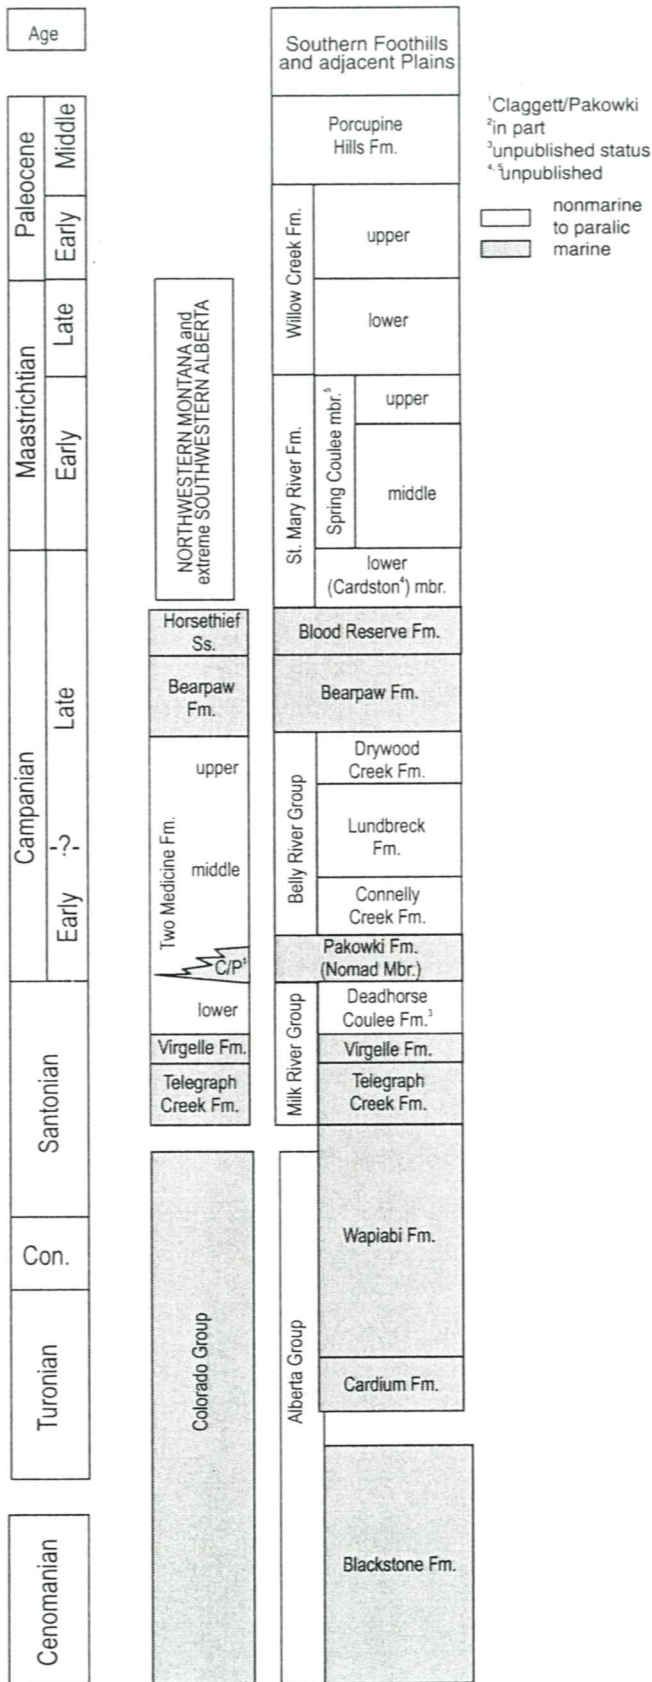 Age
Southern Foothills
and adjacent Plains
¹Claggett/Pakowki
²in part
³unpublished status
⁴˒⁵unpublished
nonmarine
to paralic
marine
Paleocene
Middle
Early
Maastrichtian
Late
Early
Campanian
Late
-?-
Early
Santonian
Con.
Turonian
Cenomanian
NORTHWESTERN MONTANA and
extreme SOUTHWESTERN ALBERTA
Horsethief
Ss.
Bearpaw
Fm.
Two Medicine Fm.
upper
middle
C/P¹
lower
Virgelle Fm.
Telegraph
Creek Fm.
Colorado Group
Porcupine
Hills Fm.
Willow Creek Fm.
upper
lower
St. Mary River Fm.
Spring Coulee mbr.⁵
upper
middle
lower
(Cardston⁴) mbr.
Blood Reserve Fm.
Bearpaw Fm.
Belly River Group
Drywood
Creek Fm.
Lundbreck
Fm.
Connelly
Creek Fm.
Pakowki Fm.
(Nomad Mbr.)
Milk River Group
Deadhorse
Coulee Fm.³
Virgelle Fm.
Telegraph
Creek Fm.
Alberta Group
Wapiabi Fm.
Cardium Fm.
Blackstone Fm.